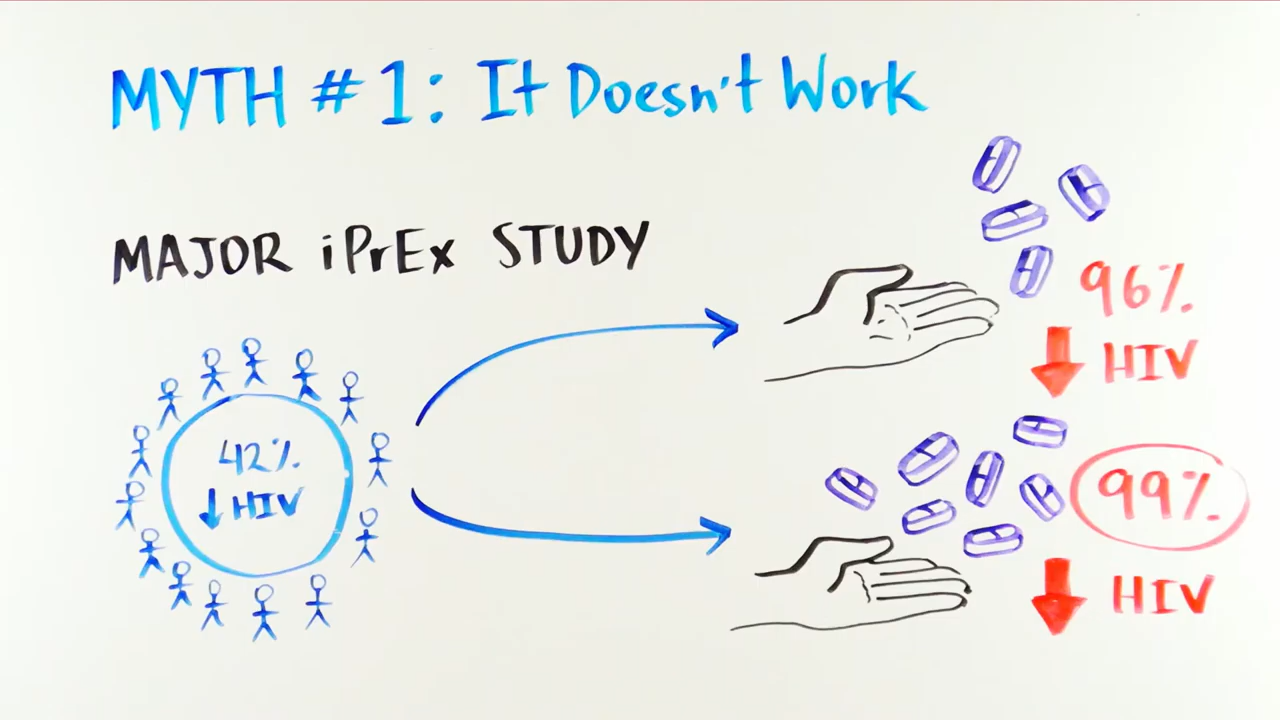 MYTH #1: It Doesn't Work
MAJOR iPrEx STUDY
42%
↓ HIV
96%
↓ HIV
99%
↓ HIV